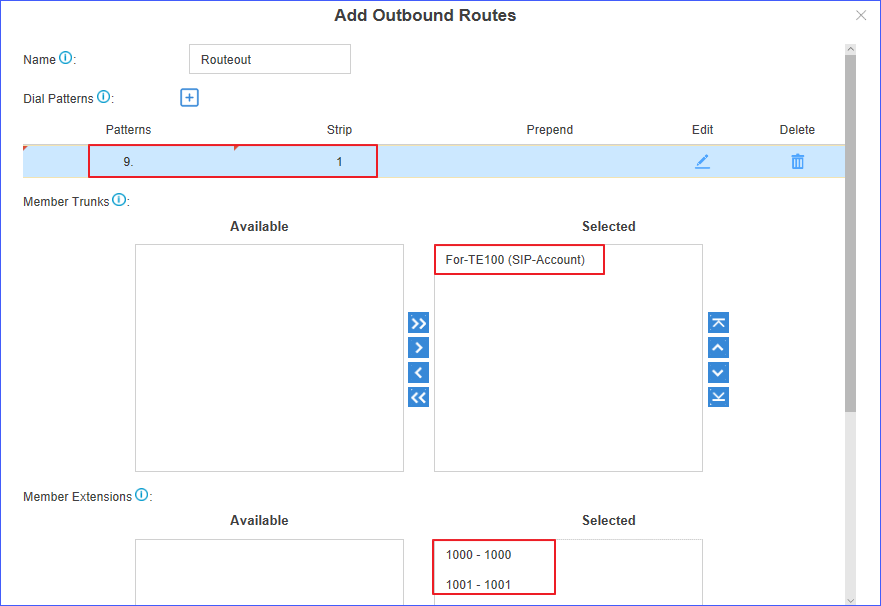 Add Outbound Routes
Name :
Routeout
Dial Patterns :
Patterns Strip Prepend Edit Delete
9. 1
Member Trunks :
Available Selected
For-TE100 (SIP-Account)
Member Extensions :
Available Selected
1000 - 1000
1001 - 1001